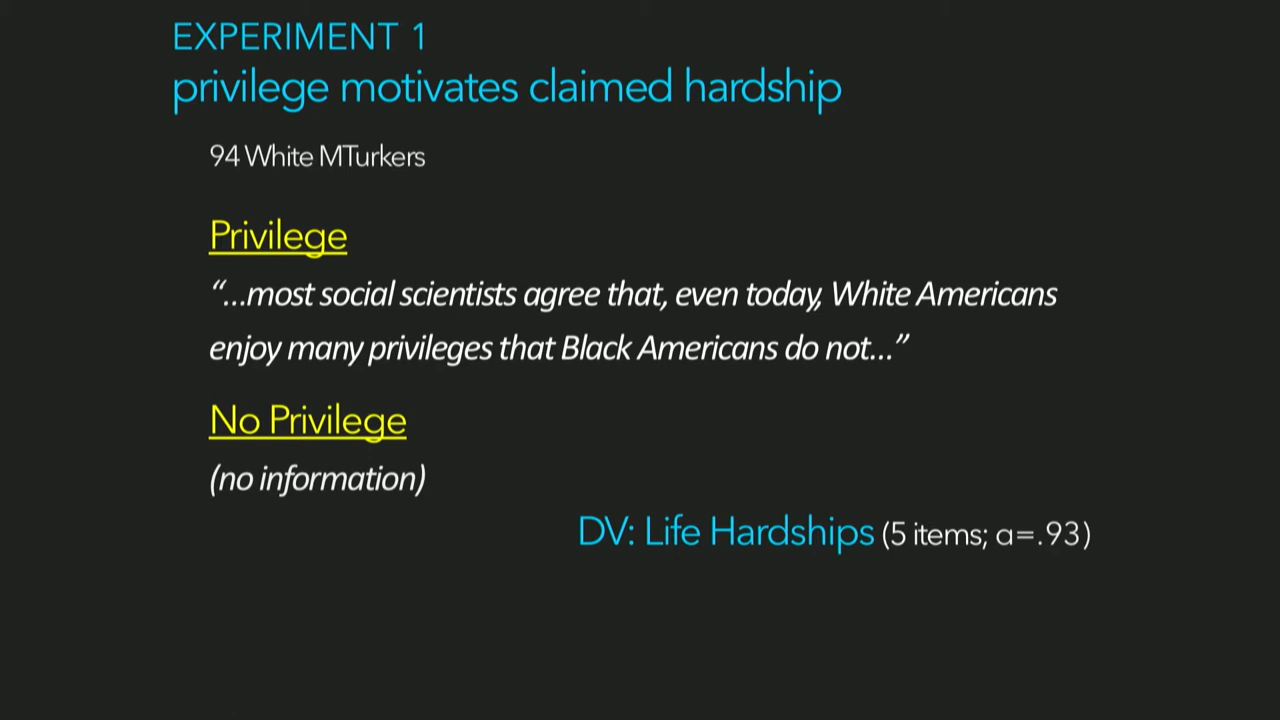 EXPERIMENT 1
privilege motivates claimed hardship
94 White MTurkers
Privilege
“…most social scientists agree that, even today, White Americans
enjoy many privileges that Black Americans do not…”
No Privilege
(no information)
DV: Life Hardships (5 items; α=.93)